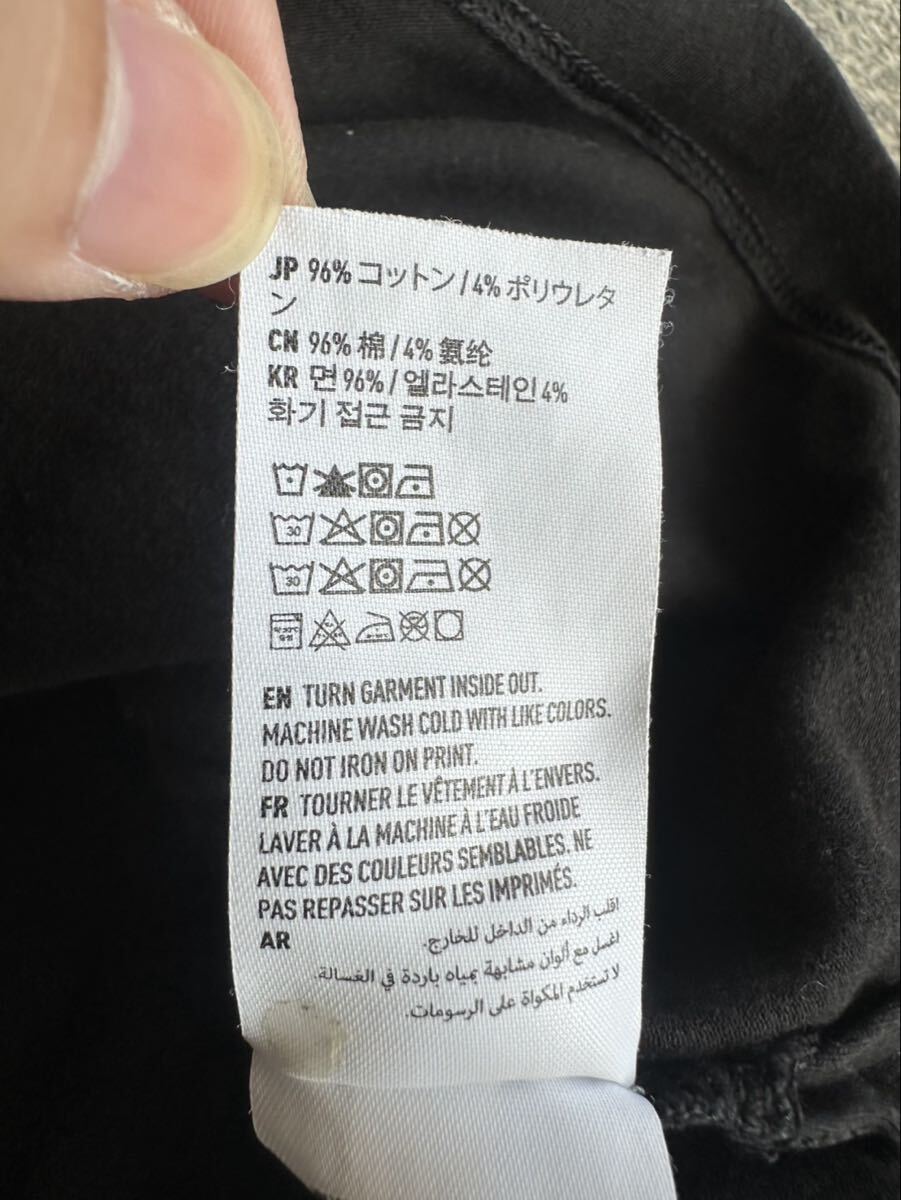 JP 96% コットン / 4% ポリウレタ
ン
CN 96% 棉 / 4% 氨纶
KR 면 96% / 엘라스테인 4%
화기 접근 금지
30
30
EN TURN GARMENT INSIDE OUT.
MACHINE WASH COLD WITH LIKE COLORS.
DO NOT IRON ON PRINT.
FR TOURNER LE VÊTEMENT À L'ENVERS.
LAVER À LA MACHINE À L'EAU FROIDE
AVEC DES COULEURS SEMBLABLES. NE
PAS REPASSER SUR LES IMPRIMÉS.
AR اقلب الرداء من الداخل للخارج.
اغسل مع ألوان مشابهة بمياه باردة في الغسالة.
لا تستخدم المكواة على الرسومات.